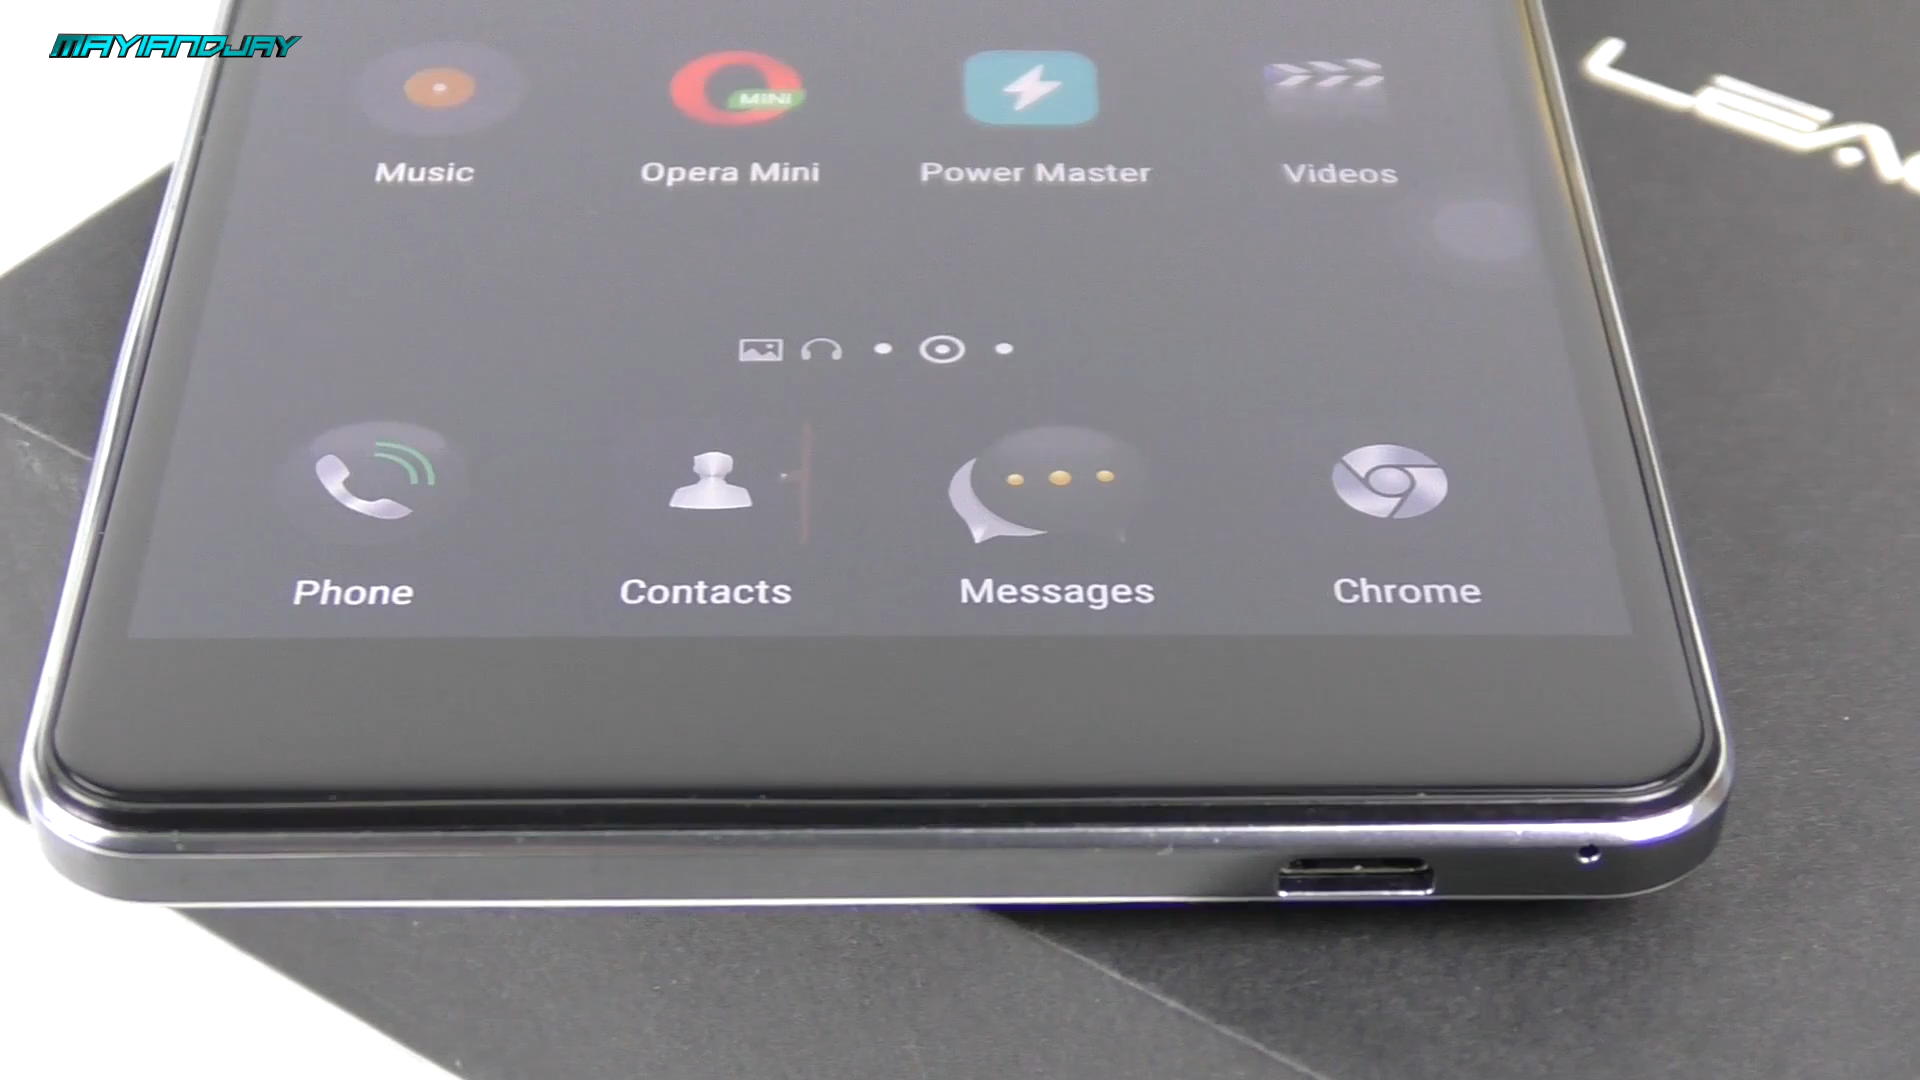 MAYIANDJAY
Music
Opera Mini
Power Master
Videos
MINI
Phone
Contacts
Messages
Chrome